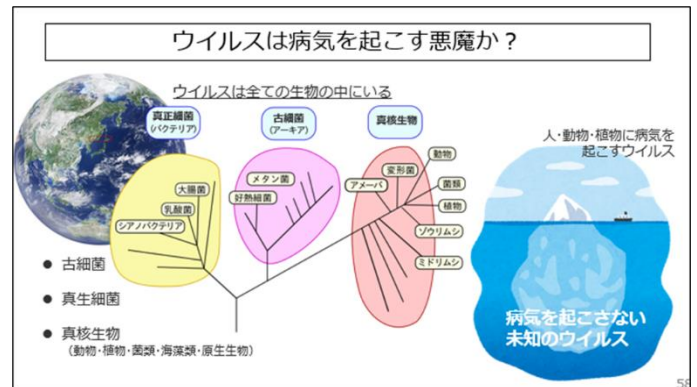 ウイルスは病気を起こす悪魔か？
ウイルスは全ての生物の中にいる
真正細菌
(バクテリア)
古細菌
(アーキア)
真核生物
人・動物・植物に病気を
起こすウイルス
大腸菌
乳酸菌
シアノバクテリア
メタン菌
好熱細菌
動物
変形菌
アメーバ
菌類
植物
ゾウリムシ
ミドリムシ
● 古細菌
● 真生細菌
● 真核生物
（動物・植物・菌類・海藻類・原生生物）
病気を起こさない
未知のウイルス
58